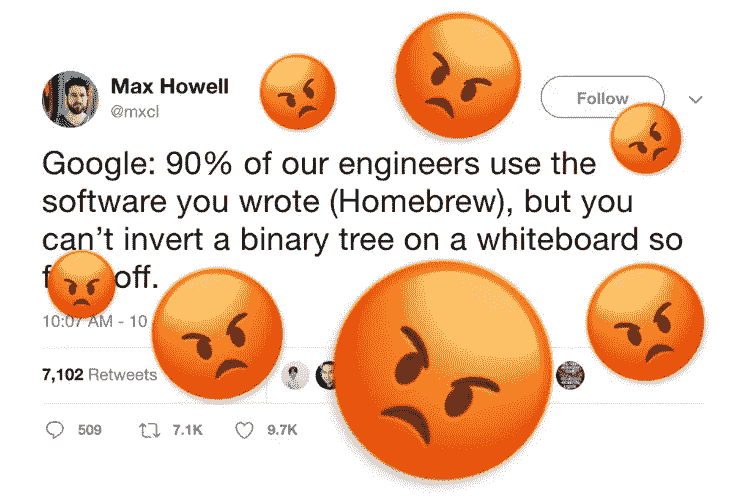 Max Howell
@mxcl
Follow
Google: 90% of our engineers use the
software you wrote (Homebrew), but you
can't invert a binary tree on a whiteboard so
off.
10:07 AM - 10
7,102 Retweets
509 7.1K 9.7K